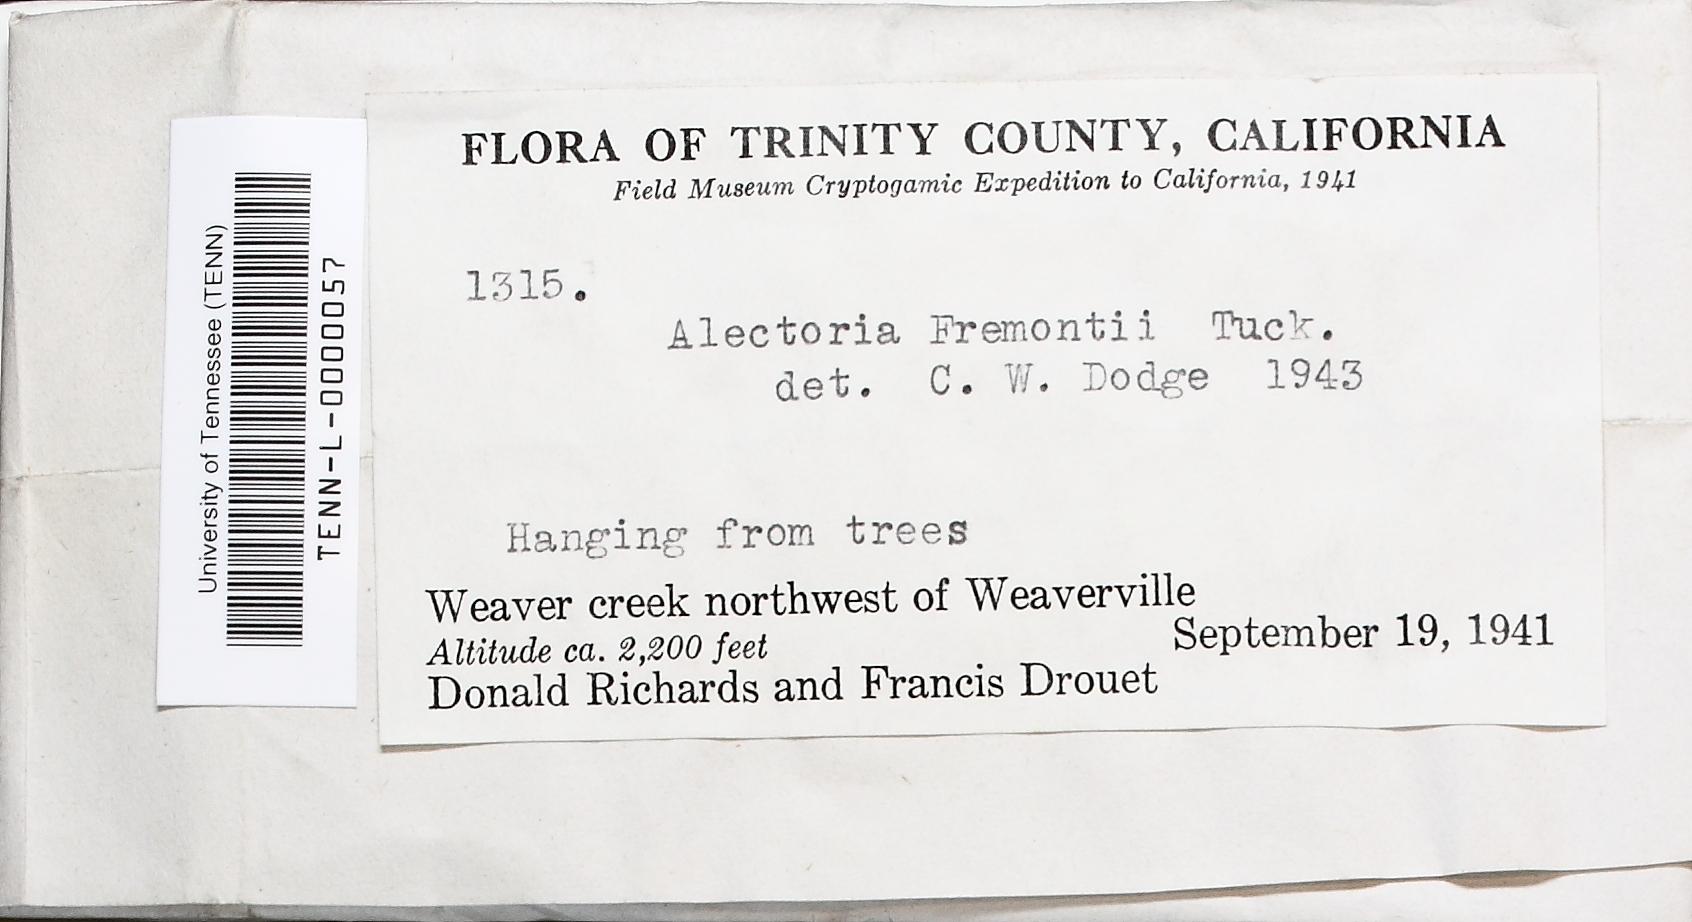 University of Tennessee (TENN)
TENN-L-0000057
FLORA OF TRINITY COUNTY, CALIFORNIA
Field Museum Cryptogamic Expedition to California, 1941
1315.
Alectoria Fremontii Tuck.
det. C. W. Dodge 1943
Hanging from trees
Weaver creek northwest of Weaverville
Altitude ca. 2,200 feet
September 19, 1941
Donald Richards and Francis Drouet